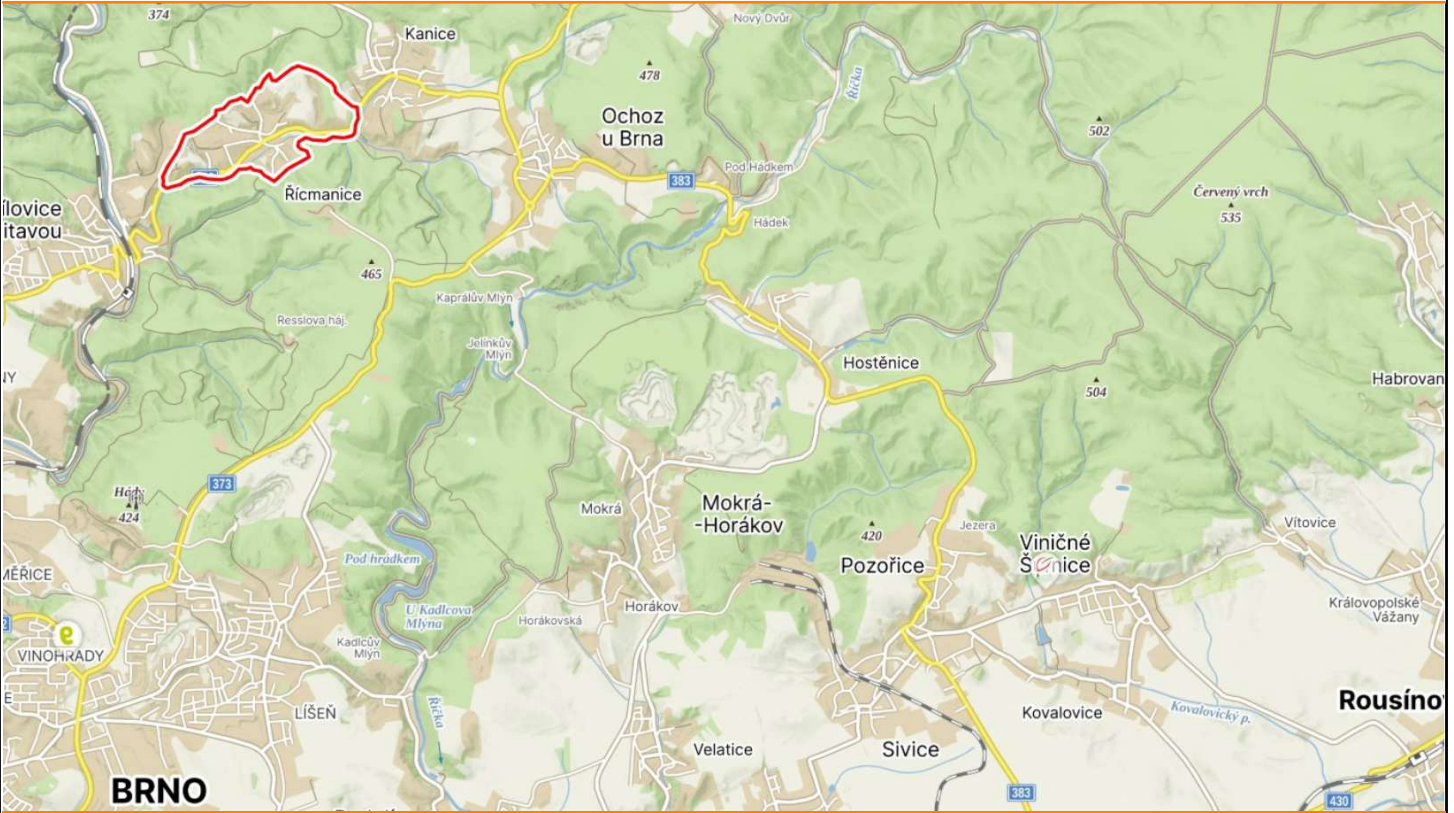 374
Kanice
Nový Dvůr
478
Říčka
Ochoz
u Brna
502
Pod Hádkem
383
Červený vrch
535
Řícmanice
ílovice
itavou
Hádek
465
Kaprálův Mlýn
Resslova háj.
Jelínkův
Mlýn
Hostěnice
NY
504
Habrovan
373
Hády
424
Mokrá
Mokrá-
-Horákov
420
Jezera
Vítovice
Viničné
Pozořice
Pod hrádkem
MĚŘICE
U Kadlcova
Mlýna
Horákov
Horákovská
Královopolské
Vážany
e
VINOHRADY
Kadlcův
Mlýn
E
LÍŠEŇ
Říčka
Kovalovice
Kovalovický p.
Rousíno
Velatice
Sivice
BRNO
383
430